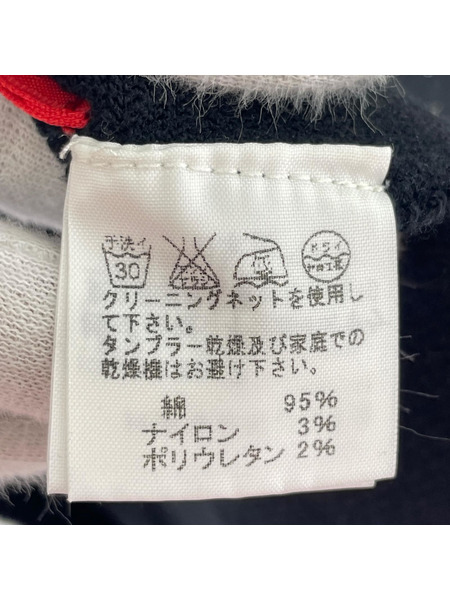 手洗イ
30
ドライ
クリーニングネットを使用し
て下さい。
タンブラー乾燥及び家庭での
乾燥機はお避け下さい。
綿 95%
ナイロン 3%
ポリウレタン 2%